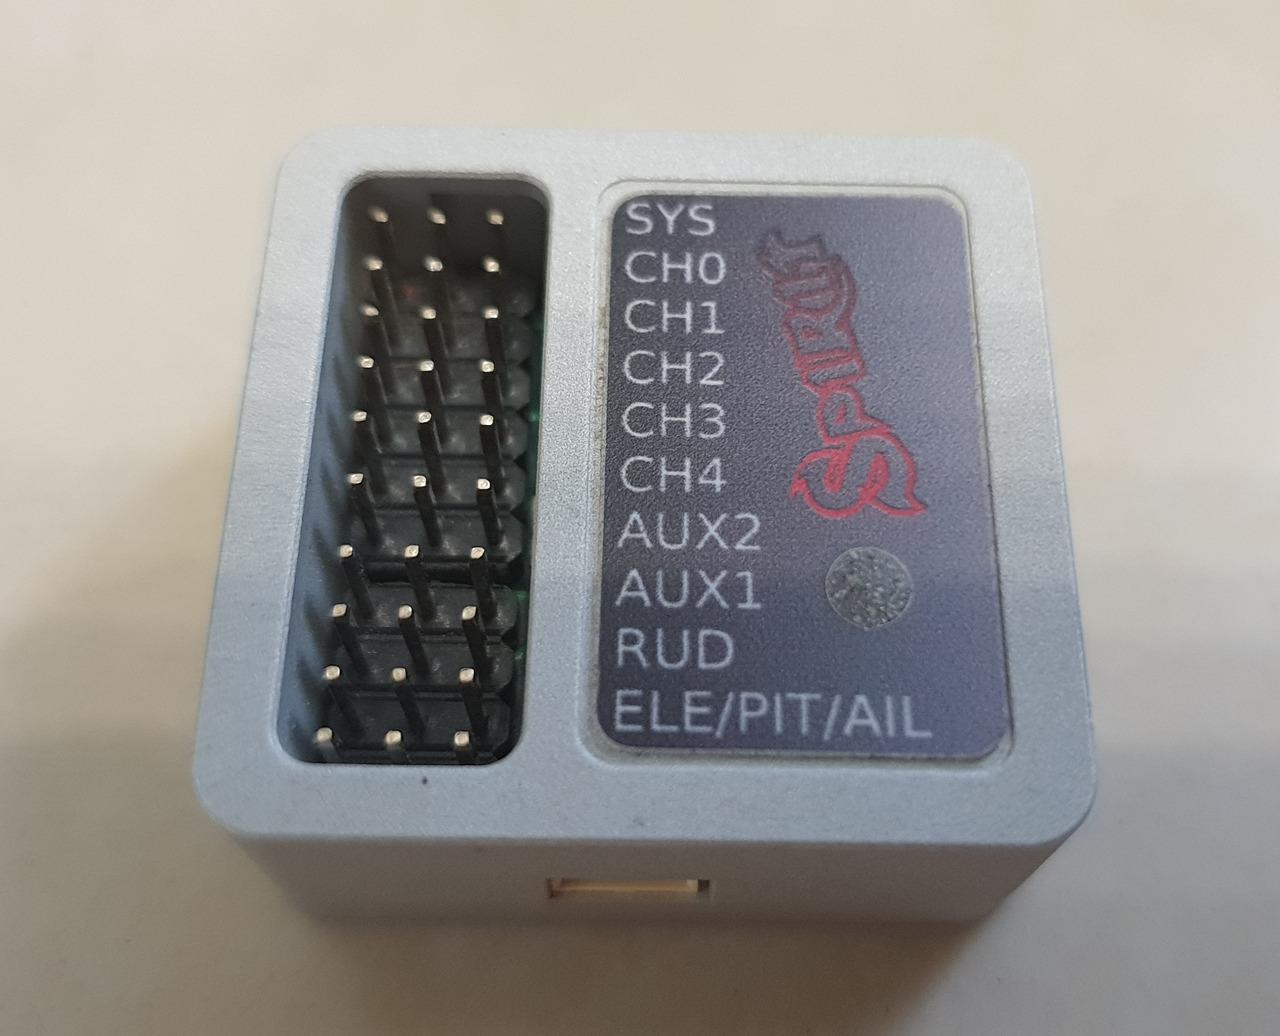 SYS
CH0
CH1
CH2
CH3
CH4
AUX2
AUX1
RUD
ELE/PIT/AIL
SPIRIT